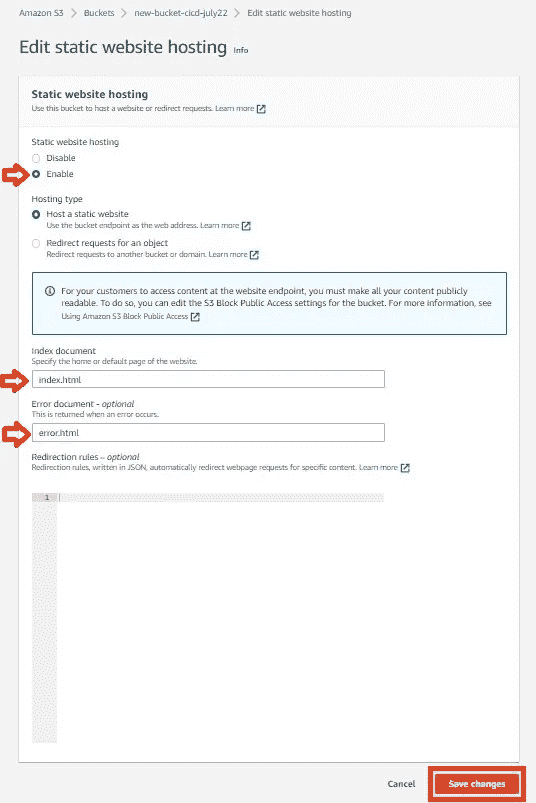 Amazon S3 > Buckets > new-bucket-cicd-july22 > Edit static website hosting
Edit static website hosting Info
Static website hosting
Use this bucket to host a website or redirect requests. Learn more
Static website hosting
Disable
Enable
Hosting type
Host a static website
Use the bucket endpoint as the web address. Learn more
Redirect requests for an object
Redirect requests to another bucket or domain. Learn more
For your customers to access content at the website endpoint, you must make all your content publicly
readable. To do so, you can edit the S3 Block Public Access settings for the bucket. For more information, see
Using Amazon S3 Block Public Access
Index document
Specify the home or default page of the website.
index.html
Error document - optional
This is returned when an error occurs.
error.html
Redirection rules – optional
Redirection rules, written in JSON, automatically redirect webpage requests for specific content. Learn more
1
Cancel Save changes